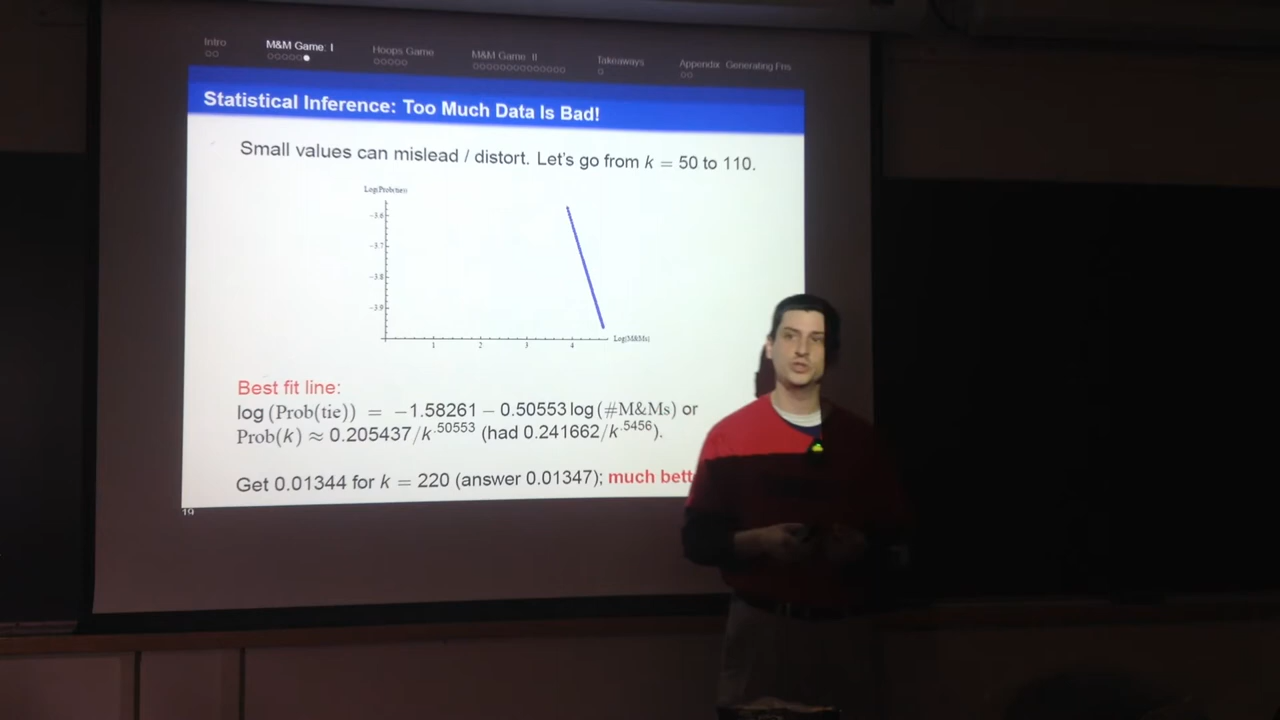 Intro M&M Game: I Hoops Game M&M Game: II Takeaways Appendix: Generating Fns
Statistical Inference: Too Much Data Is Bad!
Small values can mislead / distort. Let's go from k = 50 to 110.
Log(Prob(tie))
-3.6
-3.7
-3.8
-3.9
1 2 3 4
Log(M&Ms)
Best fit line:
log (Prob(tie)) = −1.58261 − 0.50553 log (#M&Ms) or
Prob(k) ≈ 0.205437/k^.50553 (had 0.241662/k^.5456).
Get 0.01344 for k = 220 (answer 0.01347); much bett
19